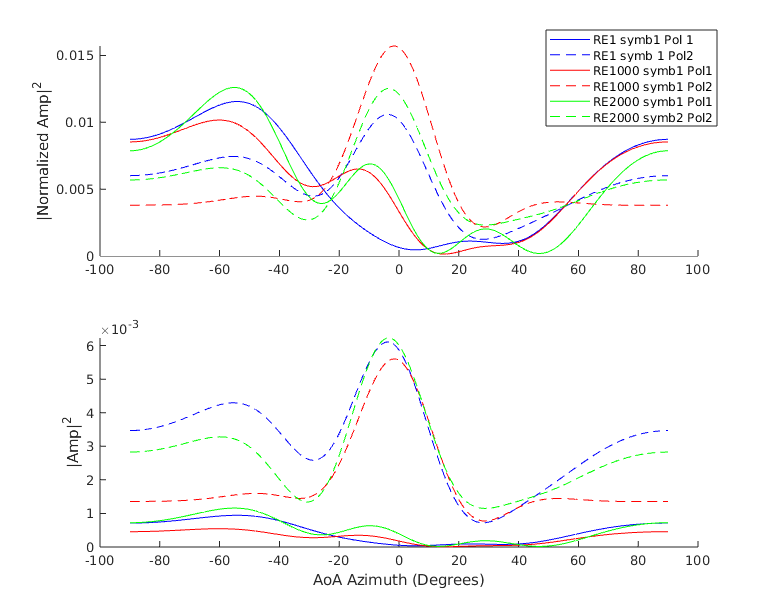 RE1 symb1 Pol 1
RE1 symb 1 Pol2
RE1000 symb1 Pol1
RE1000 symb1 Pol2
RE2000 symb1 Pol1
RE2000 symb2 Pol2
|Normalized Amp|²
0.015
0.01
0.005
0
-100 -80 -60 -40 -20 0 20 40 60 80 100
×10⁻³
|Amp|²
6
5
4
3
2
1
0
-100 -80 -60 -40 -20 0 20 40 60 80 100
AoA Azimuth (Degrees)